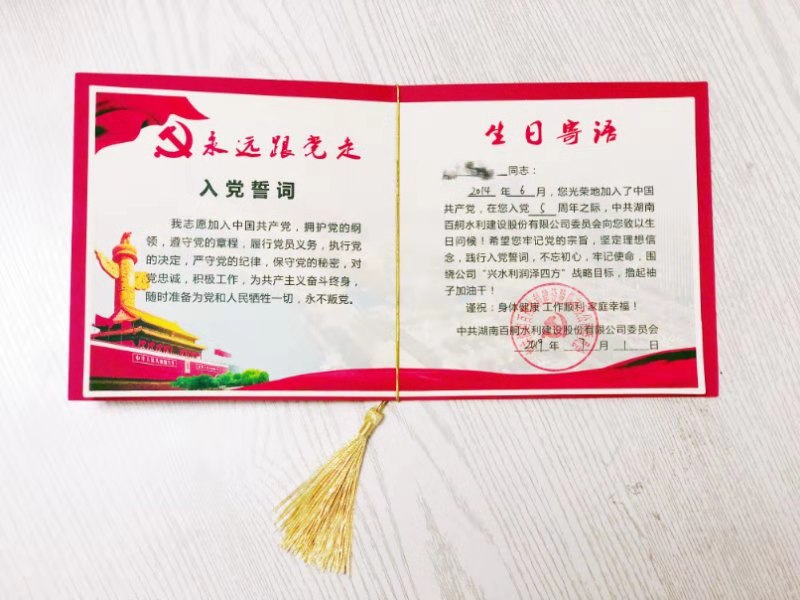 永远跟党走
入党誓词
我志愿加入中国共产党，拥护党的纲
领，遵守党的章程，履行党员义务，执行党
的决定，严守党的纪律，保守党的秘密，对
党忠诚，积极工作，为共产主义奋斗终身，
随时准备为党和人民牺牲一切，永不叛党。
生日寄语
同志：
2014 年 6 月，您光荣地加入了中国
共产党，在您入党 5 周年之际，中共湖南
百舸水利建设股份有限公司委员会向您致以生
日问候！希望您牢记党的宗旨，坚定理想信
念，践行入党誓词，不忘初心，牢记使命，围
绕公司“兴水利润泽四方”战略目标，撸起袖
子加油干！
谨祝：身体健康 工作顺利 家庭幸福！
中共湖南百舸水利建设股份有限公司委员会
2019 年 7 月 1 日